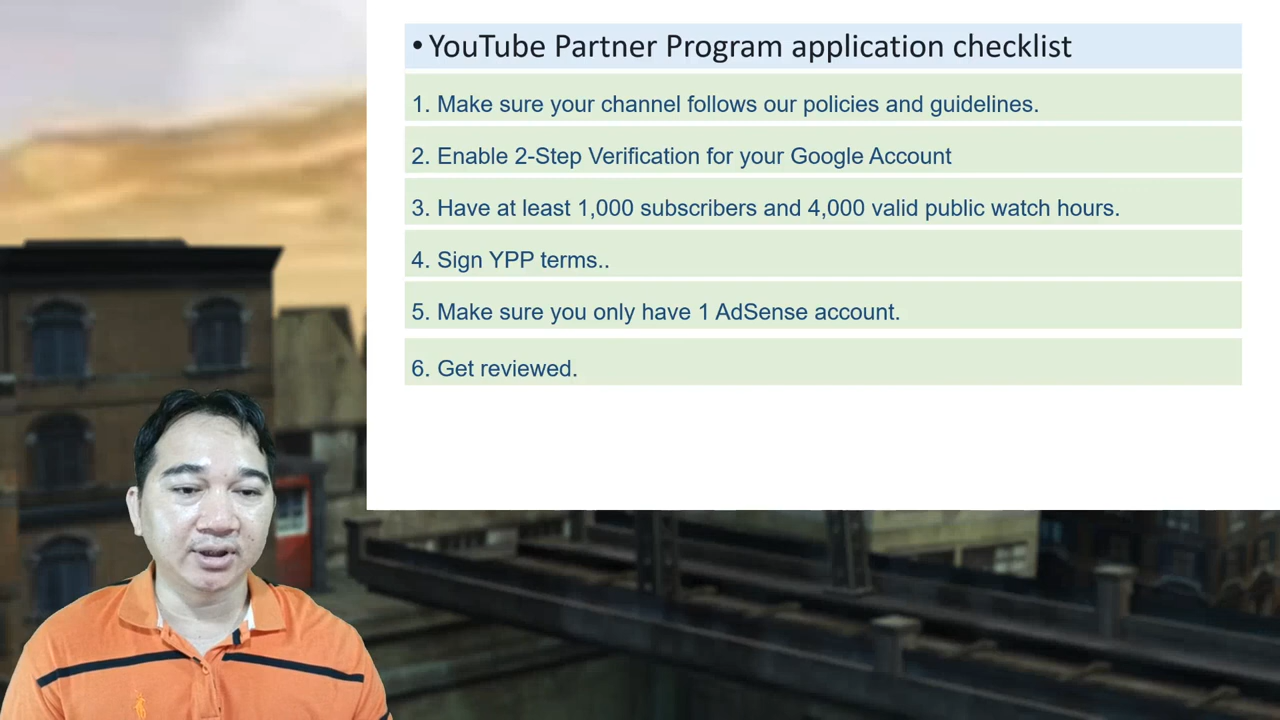 • YouTube Partner Program application checklist
1. Make sure your channel follows our policies and guidelines.
2. Enable 2-Step Verification for your Google Account
3. Have at least 1,000 subscribers and 4,000 valid public watch hours.
4. Sign YPP terms..
5. Make sure you only have 1 AdSense account.
6. Get reviewed.